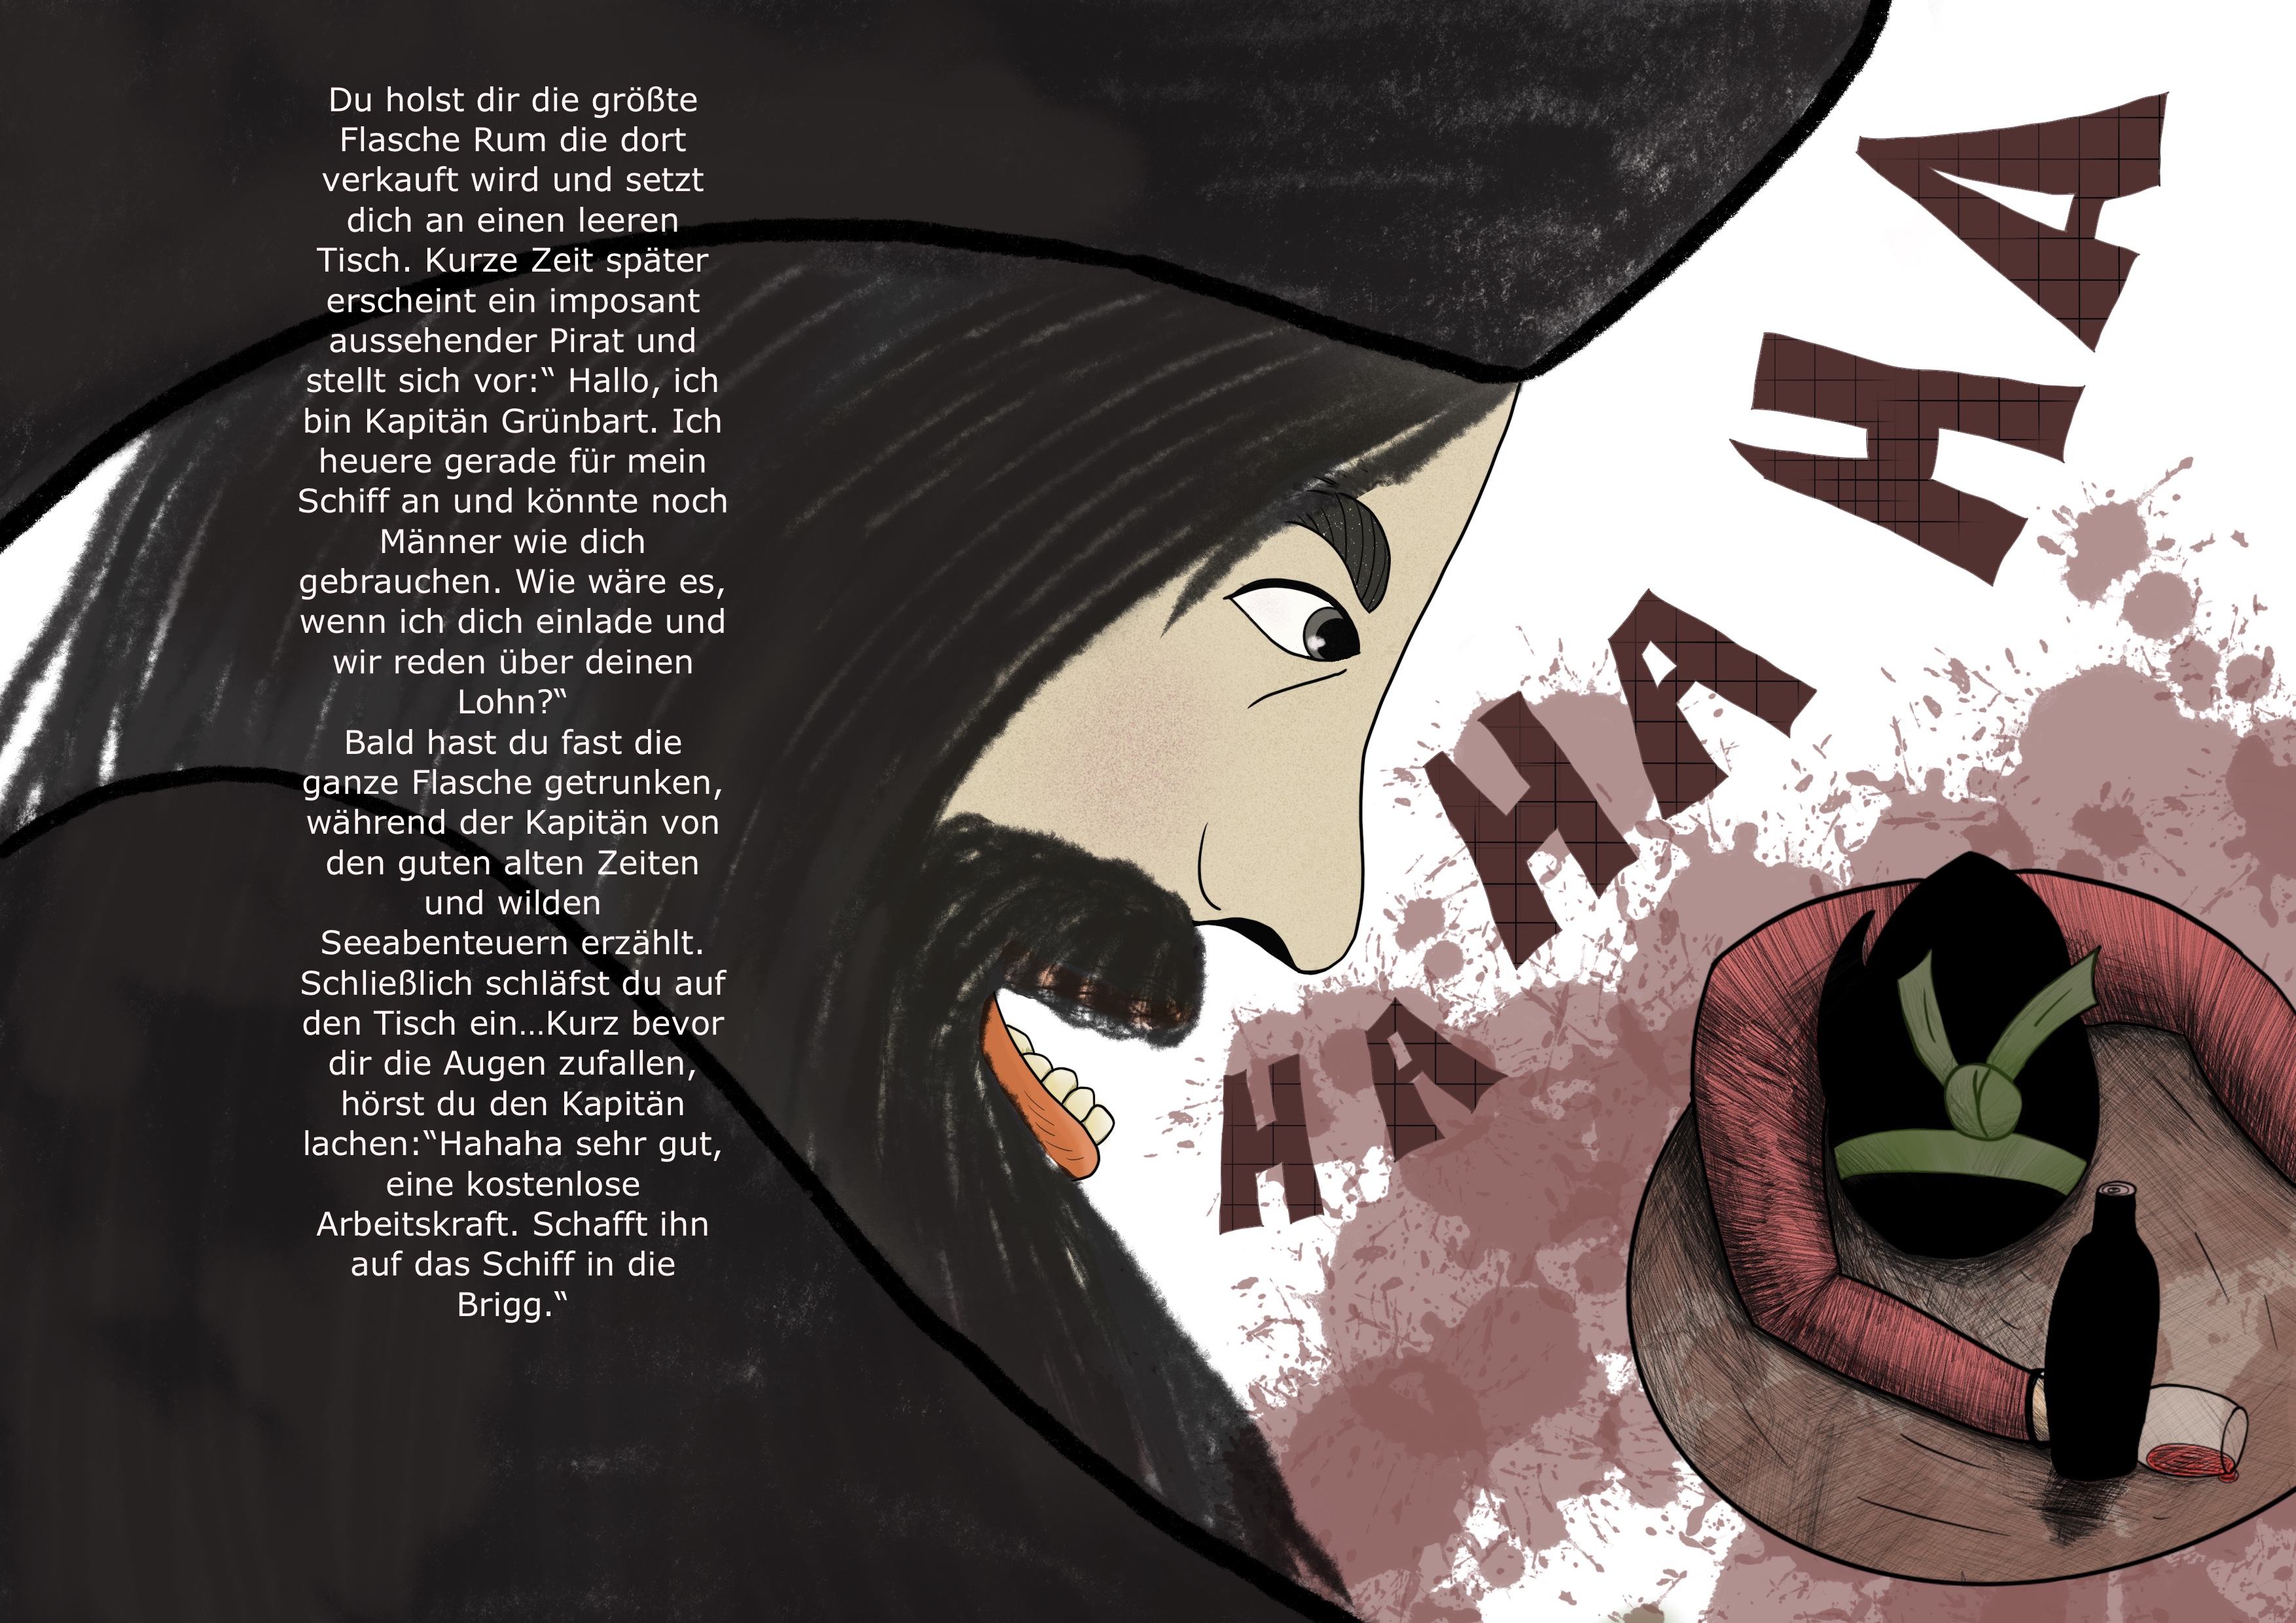 Du holst dir die größte
Flasche Rum die dort
verkauft wird und setzt
dich an einen leeren
Tisch. Kurze Zeit später
erscheint ein imposant
aussehender Pirat und
stellt sich vor:‟ Hallo, ich
bin Kapitän Grünbart. Ich
heuere gerade für mein
Schiff an und könnte noch
Männer wie dich
gebrauchen. Wie wäre es,
wenn ich dich einlade und
wir reden über deinen
Lohn?‟
Bald hast du fast die
ganze Flasche getrunken,
während der Kapitän von
den guten alten Zeiten
und wilden
Seeabenteuern erzählt.
Schließlich schläfst du auf
den Tisch ein...Kurz bevor
dir die Augen zufallen,
hörst du den Kapitän
lachen:‟Hahaha sehr gut,
eine kostenlose
Arbeitskraft. Schafft ihn
auf das Schiff in die
Brigg.‟
HA
HA
HA